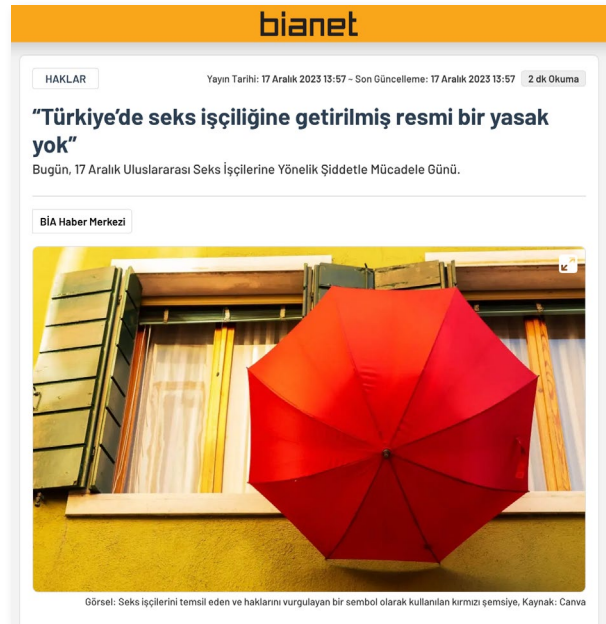 bianet
HAKLAR
Yayın Tarihi: 17 Aralık 2023 13:57 ~ Son Güncelleme: 17 Aralık 2023 13:57
2 dk Okuma
“Türkiye’de seks işçiliğine getirilmiş resmi bir yasak
yok”
Bugün, 17 Aralık Uluslararası Seks İşçilerine Yönelik Şiddetle Mücadele Günü.
BİA Haber Merkezi
Görsel: Seks işçilerini temsil eden ve haklarını vurgulayan bir sembol olarak kullanılan kırmızı şemsiye, Kaynak: Canva